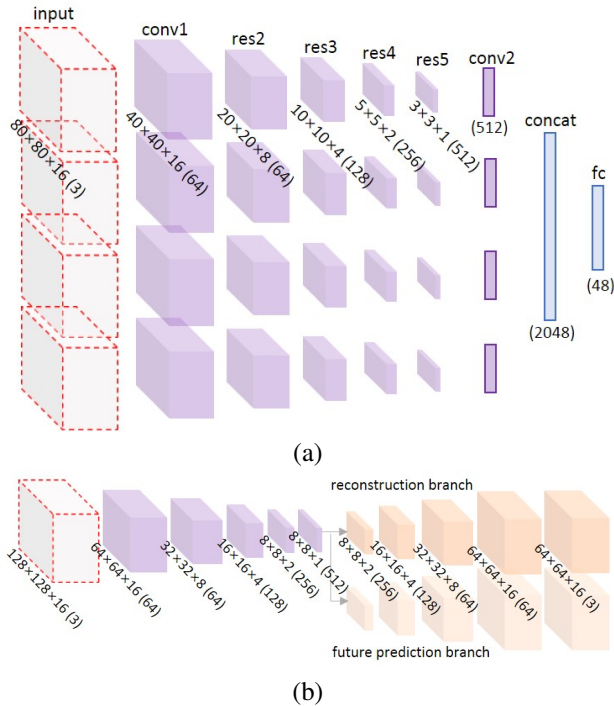 input
conv1
res2
res3
res4
res5
conv2
concat
fc
80×80×16 (3)
40×40×16 (64)
20×20×8 (64)
10×10×4 (128)
5×5×2 (256)
3×3×1 (512)
(512)
(2048)
(48)
(a)
reconstruction branch
128×128×16 (3)
64×64×16 (64)
32×32×8 (64)
16×16×4 (128)
8×8×2 (256)
8×8×1 (512)
8×8×2 (256)
16×16×4 (128)
32×32×8 (64)
64×64×16 (64)
64×64×16 (3)
future prediction branch
(b)